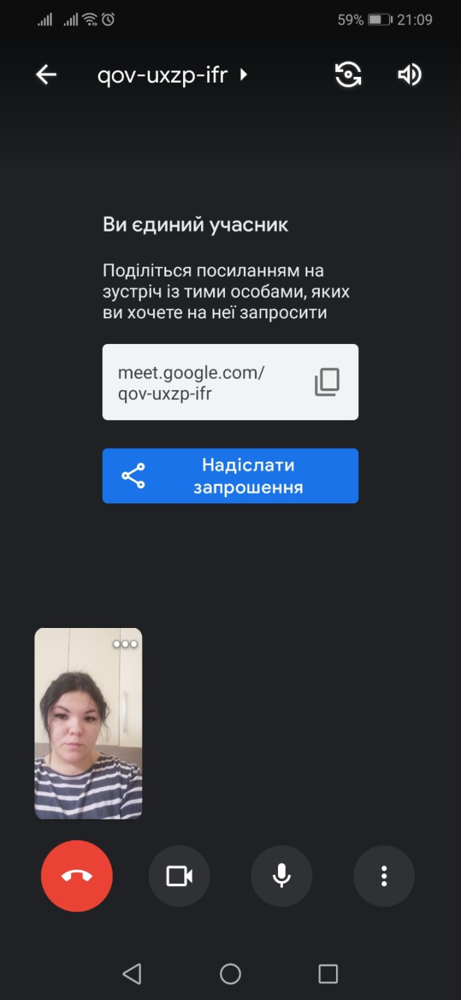 59% 21:09
qov-uxzp-ifr
Ви єдиний учасник
Поділіться посиланням на
зустріч із тими особами, яких
ви хочете на неї запросити
meet.google.com/
qov-uxzp-ifr
Надіслати
запрошення